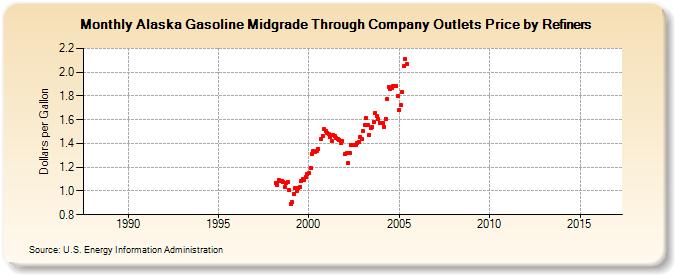 Monthly Alaska Gasoline Midgrade Through Company Outlets Price by Refiners
Dollars per Gallon
2.2
2.0
1.8
1.6
1.4
1.2
1.0
0.8
1990 1995 2000 2005 2010 2015
Source: U.S. Energy Information Administration